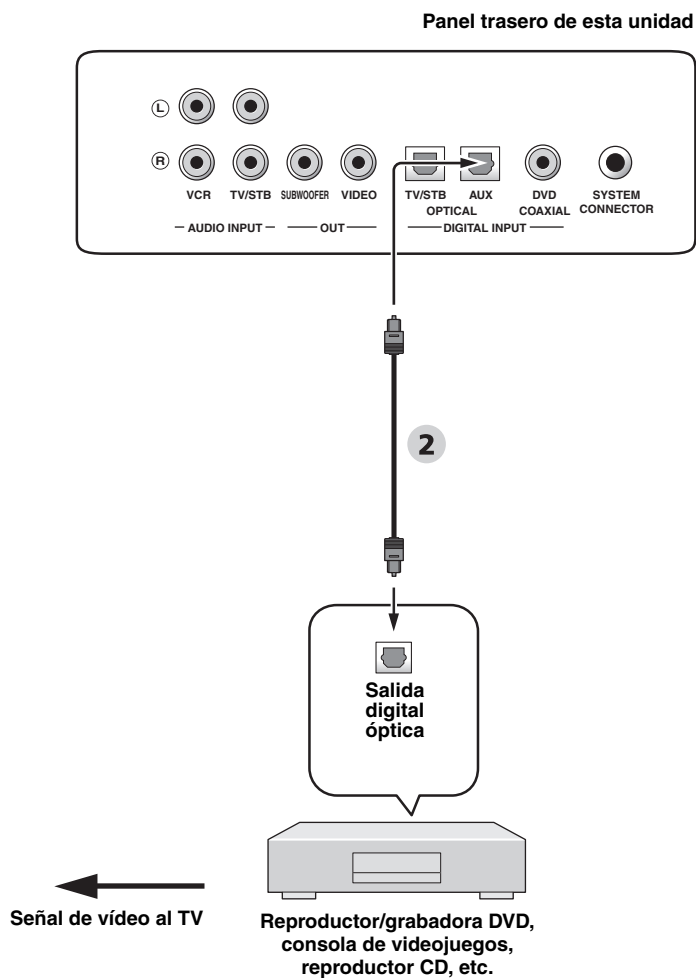 Panel trasero de esta unidad
L
R
VCR TV/STB SUBWOOFER VIDEO TV/STB AUX DVD SYSTEM
OPTICAL COAXIAL CONNECTOR
AUDIO INPUT OUT DIGITAL INPUT
2
Salida
digital
óptica
Señal de vídeo al TV
Reproductor/grabadora DVD,
consola de videojuegos,
reproductor CD, etc.